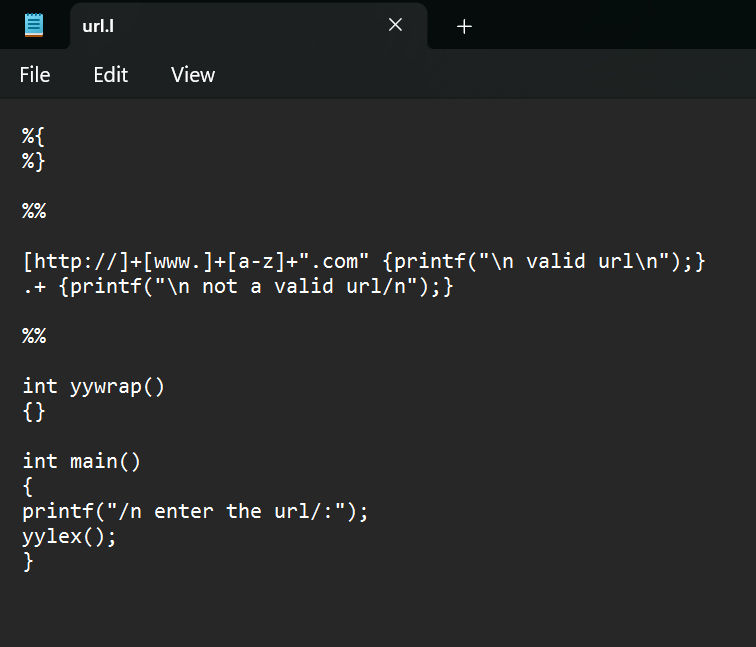 url.l
File Edit View
%{
%}
%%
[http://]+[www.]+[a-z]+".com" {printf("\n valid url\n");}
.+ {printf("\n not a valid url/n");}
%%
int yywrap()
{}
int main()
{
printf("/n enter the url/:");
yylex();
}